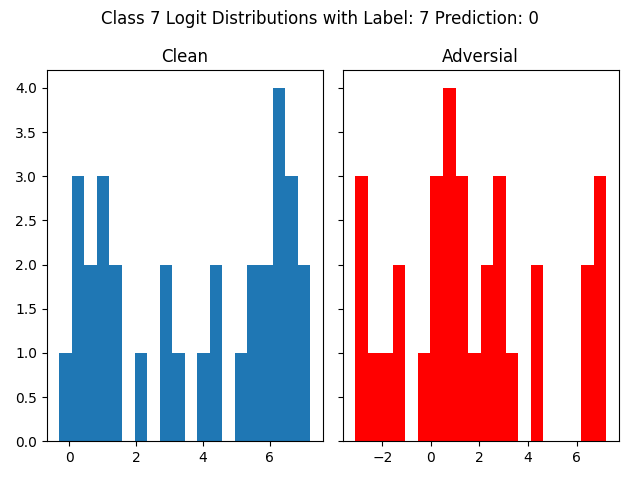 Class 7 Logit Distributions with Label: 7 Prediction: 0
Clean
Adversial
4.0
3.5
3.0
2.5
2.0
1.5
1.0
0.5
0.0
0 2 4 6
−2 0 2 4 6